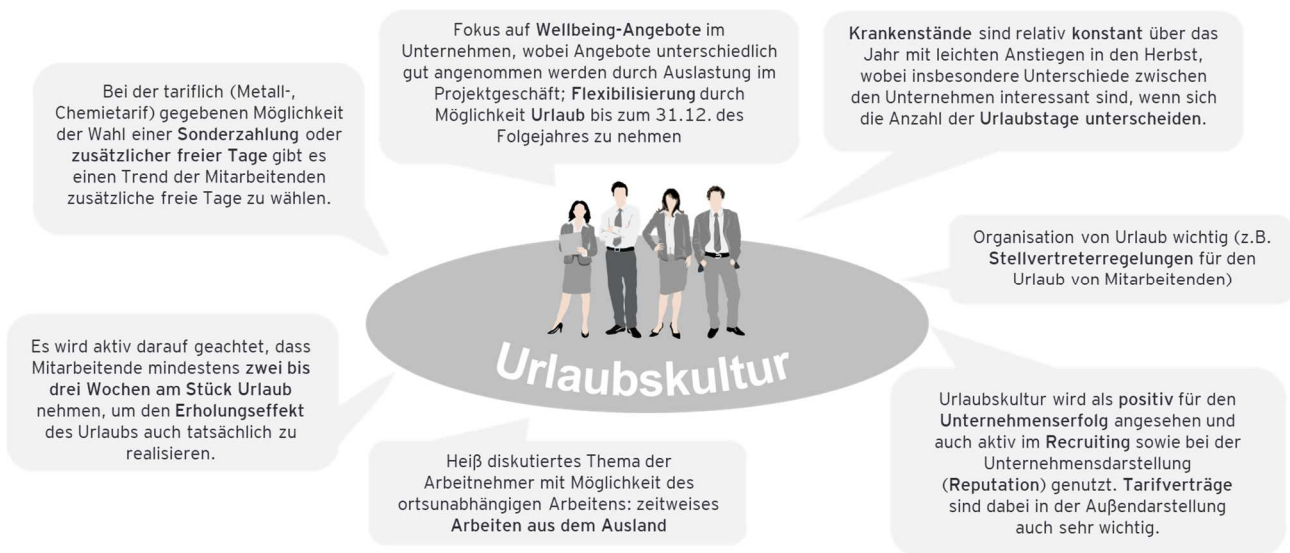 Bei der tariflich (Metall-,
Chemietarif) gegebenen Möglichkeit
der Wahl einer Sonderzahlung oder
zusätzlicher freier Tage gibt es
einen Trend der Mitarbeitenden
zusätzliche freie Tage zu wählen.
Fokus auf Wellbeing-Angebote im
Unternehmen, wobei Angebote unterschiedlich
gut angenommen werden durch Auslastung im
Projektgeschäft; Flexibilisierung durch
Möglichkeit Urlaub bis zum 31.12. des
Folgejahres zu nehmen
Krankenstände sind relativ konstant über das
Jahr mit leichten Anstiegen in den Herbst,
wobei insbesondere Unterschiede zwischen
den Unternehmen interessant sind, wenn sich
die Anzahl der Urlaubstage unterscheiden.
Organisation von Urlaub wichtig (z.B.
Stellvertreterregelungen für den
Urlaub von Mitarbeitenden)
Urlaubskultur
Es wird aktiv darauf geachtet, dass
Mitarbeitende mindestens zwei bis
drei Wochen am Stück Urlaub
nehmen, um den Erholungseffekt
des Urlaubs auch tatsächlich zu
realisieren.
Heiß diskutiertes Thema der
Arbeitnehmer mit Möglichkeit des
ortsunabhängigen Arbeitens: zeitweises
Arbeiten aus dem Ausland
Urlaubskultur wird als positiv für den
Unternehmenserfolg angesehen und
auch aktiv im Recruiting sowie bei der
Unternehmensdarstellung
(Reputation) genutzt. Tarifverträge
sind dabei in der Außendarstellung
auch sehr wichtig.